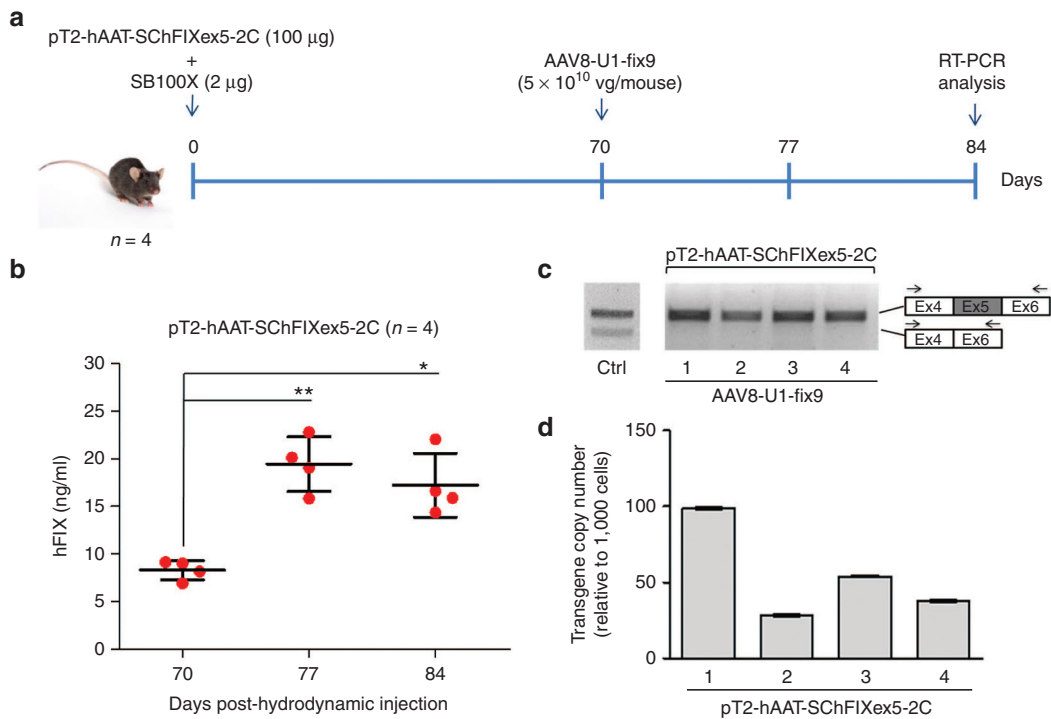 a
pT2-hAAT-SChFIXex5-2C (100 μg)
+
SB100X (2 μg)
AAV8-U1-fix9
(5 × 10^10 vg/mouse)
RT-PCR
analysis
0
70
77
84
Days
n = 4
b
pT2-hAAT-SChFIXex5-2C (n = 4)
30
25
20
15
10
5
0
hFIX (ng/ml)
**
*
70
77
84
Days post-hydrodynamic injection
c
pT2-hAAT-SChFIXex5-2C
Ex4 Ex5 Ex6
Ex4 Ex6
Ctrl
1 2 3 4
AAV8-U1-fix9
d
150
100
50
0
Transgene copy number
(relative to 1,000 cells)
1 2 3 4
pT2-hAAT-SChFIXex5-2C